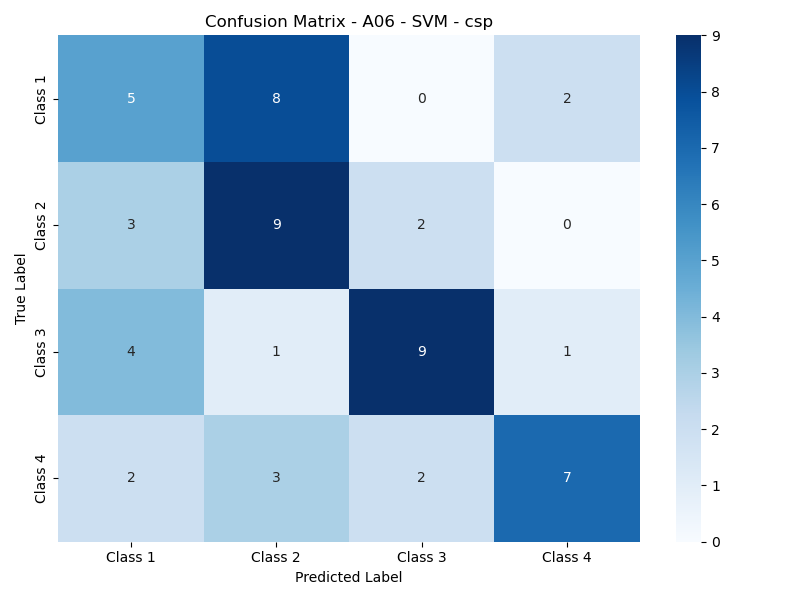 Confusion Matrix - A06 - SVM - csp
True Label
Class 1
5 8 0 2
Class 2
3 9 2 0
Class 3
4 1 9 1
Class 4
2 3 2 7
Class 1 Class 2 Class 3 Class 4
Predicted Label
9
8
7
6
5
4
3
2
1
0